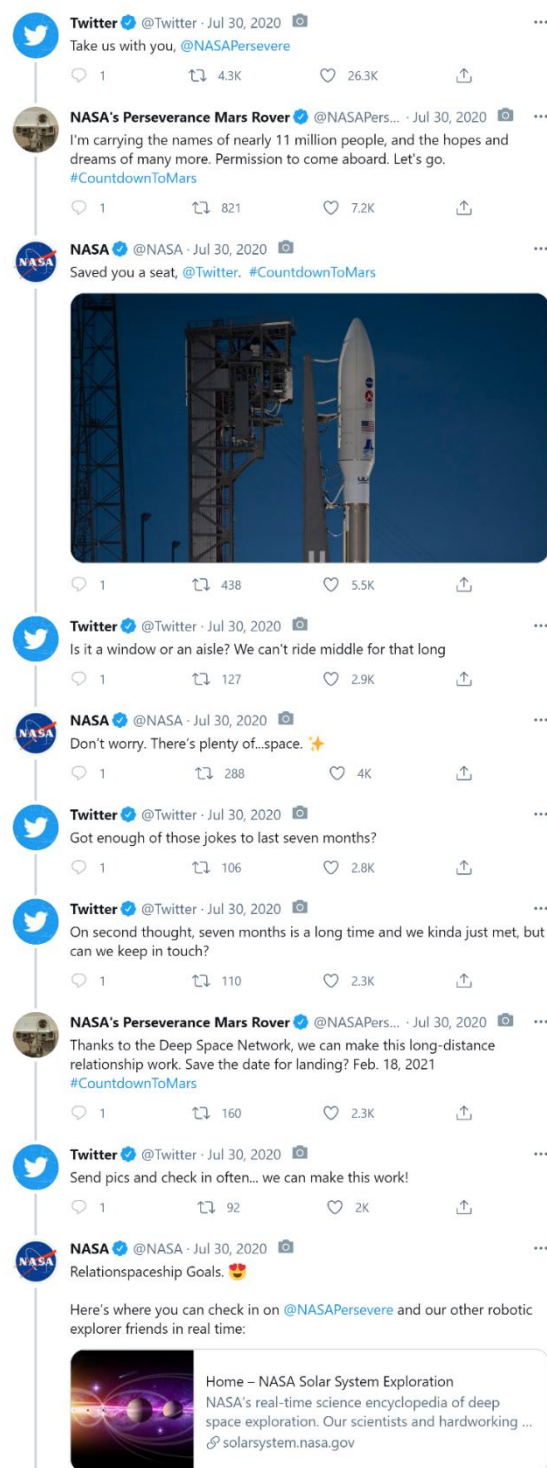 Twitter @Twitter · Jul 30, 2020
Take us with you, @NASAPersevere
1 4.3K 26.3K
NASA's Perseverance Mars Rover @NASAPers... · Jul 30, 2020
I'm carrying the names of nearly 11 million people, and the hopes and
dreams of many more. Permission to come aboard. Let's go.
#CountdownToMars
1 821 7.2K
NASA @NASA · Jul 30, 2020
NASA
Saved you a seat, @Twitter. #CountdownToMars
1 438 5.5K
Twitter @Twitter · Jul 30, 2020
Is it a window or an aisle? We can't ride middle for that long
1 127 2.9K
NASA @NASA · Jul 30, 2020
NASA
Don't worry. There's plenty of...space. ✨
1 288 4K
Twitter @Twitter · Jul 30, 2020
Got enough of those jokes to last seven months?
1 106 2.8K
Twitter @Twitter · Jul 30, 2020
On second thought, seven months is a long time and we kinda just met, but
can we keep in touch?
1 110 2.3K
NASA's Perseverance Mars Rover @NASAPers... · Jul 30, 2020
Thanks to the Deep Space Network, we can make this long-distance
relationship work. Save the date for landing? Feb. 18, 2021
#CountdownToMars
1 160 2.3K
Twitter @Twitter · Jul 30, 2020
Send pics and check in often... we can make this work!
1 92 2K
NASA @NASA · Jul 30, 2020
NASA
Relationspaceship Goals. 😍
Here's where you can check in on @NASAPersevere and our other robotic
explorer friends in real time:
Home – NASA Solar System Exploration
NASA's real-time science encyclopedia of deep
space exploration. Our scientists and hardworking ...
solarsystem.nasa.gov